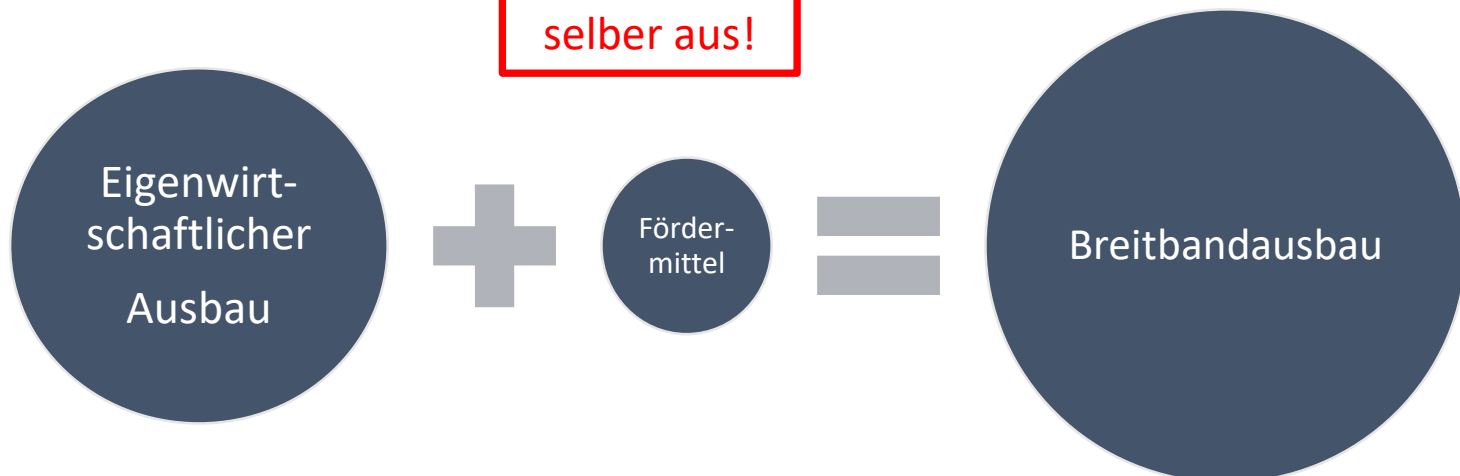 selber aus!
Eigenwirt-
schaftlicher
Ausbau
Förder-
mittel
Breitbandausbau